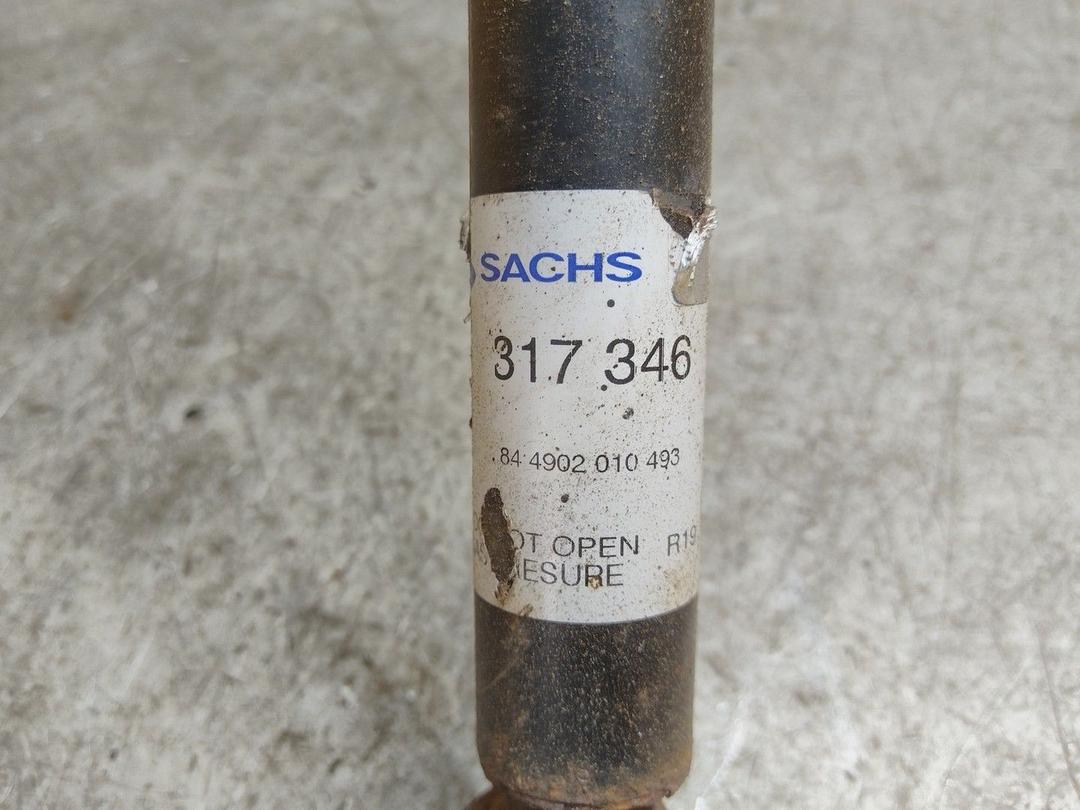 SACHS
317 346
84 4902 010 493
OT OPEN R19
ESURE